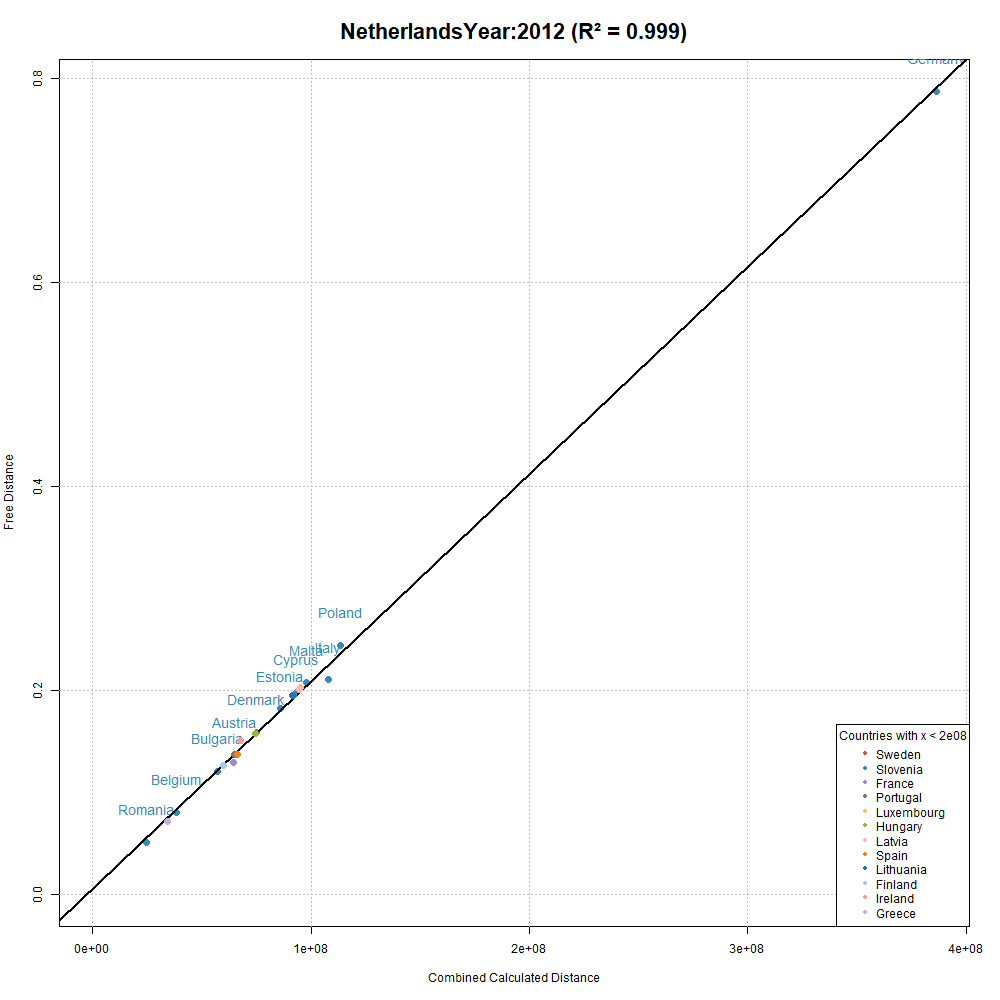 NetherlandsYear:2012 (R² = 0.999)
Germany
0.8
0.6
0.4
0.2
0.0
Free Distance
Poland
Italy
Malta
Cyprus
Estonia
Denmark
Austria
Bulgaria
Belgium
Romania
Countries with x < 2e08
Sweden
Slovenia
France
Portugal
Luxembourg
Hungary
Latvia
Spain
Lithuania
Finland
Ireland
Greece
0e+00 1e+08 2e+08 3e+08 4e+08
Combined Calculated Distance